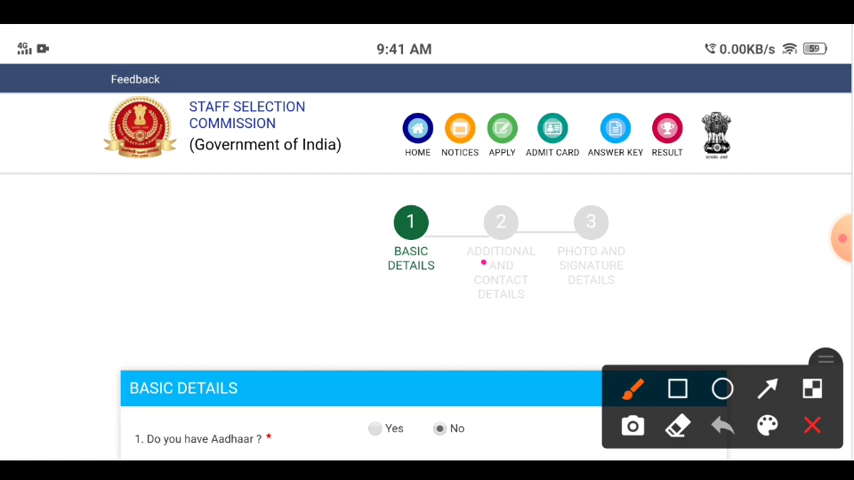 4G
9:41 AM
0.00KB/s
59
Feedback
STAFF SELECTION
COMMISSION
(Government of India)
HOME
NOTICES
APPLY
ADMIT CARD
ANSWER KEY
RESULT
1
2
3
BASIC
DETAILS
ADDITIONAL
AND
CONTACT
DETAILS
PHOTO AND
SIGNATURE
DETAILS
BASIC DETAILS
1. Do you have Aadhaar ? *
Yes
No